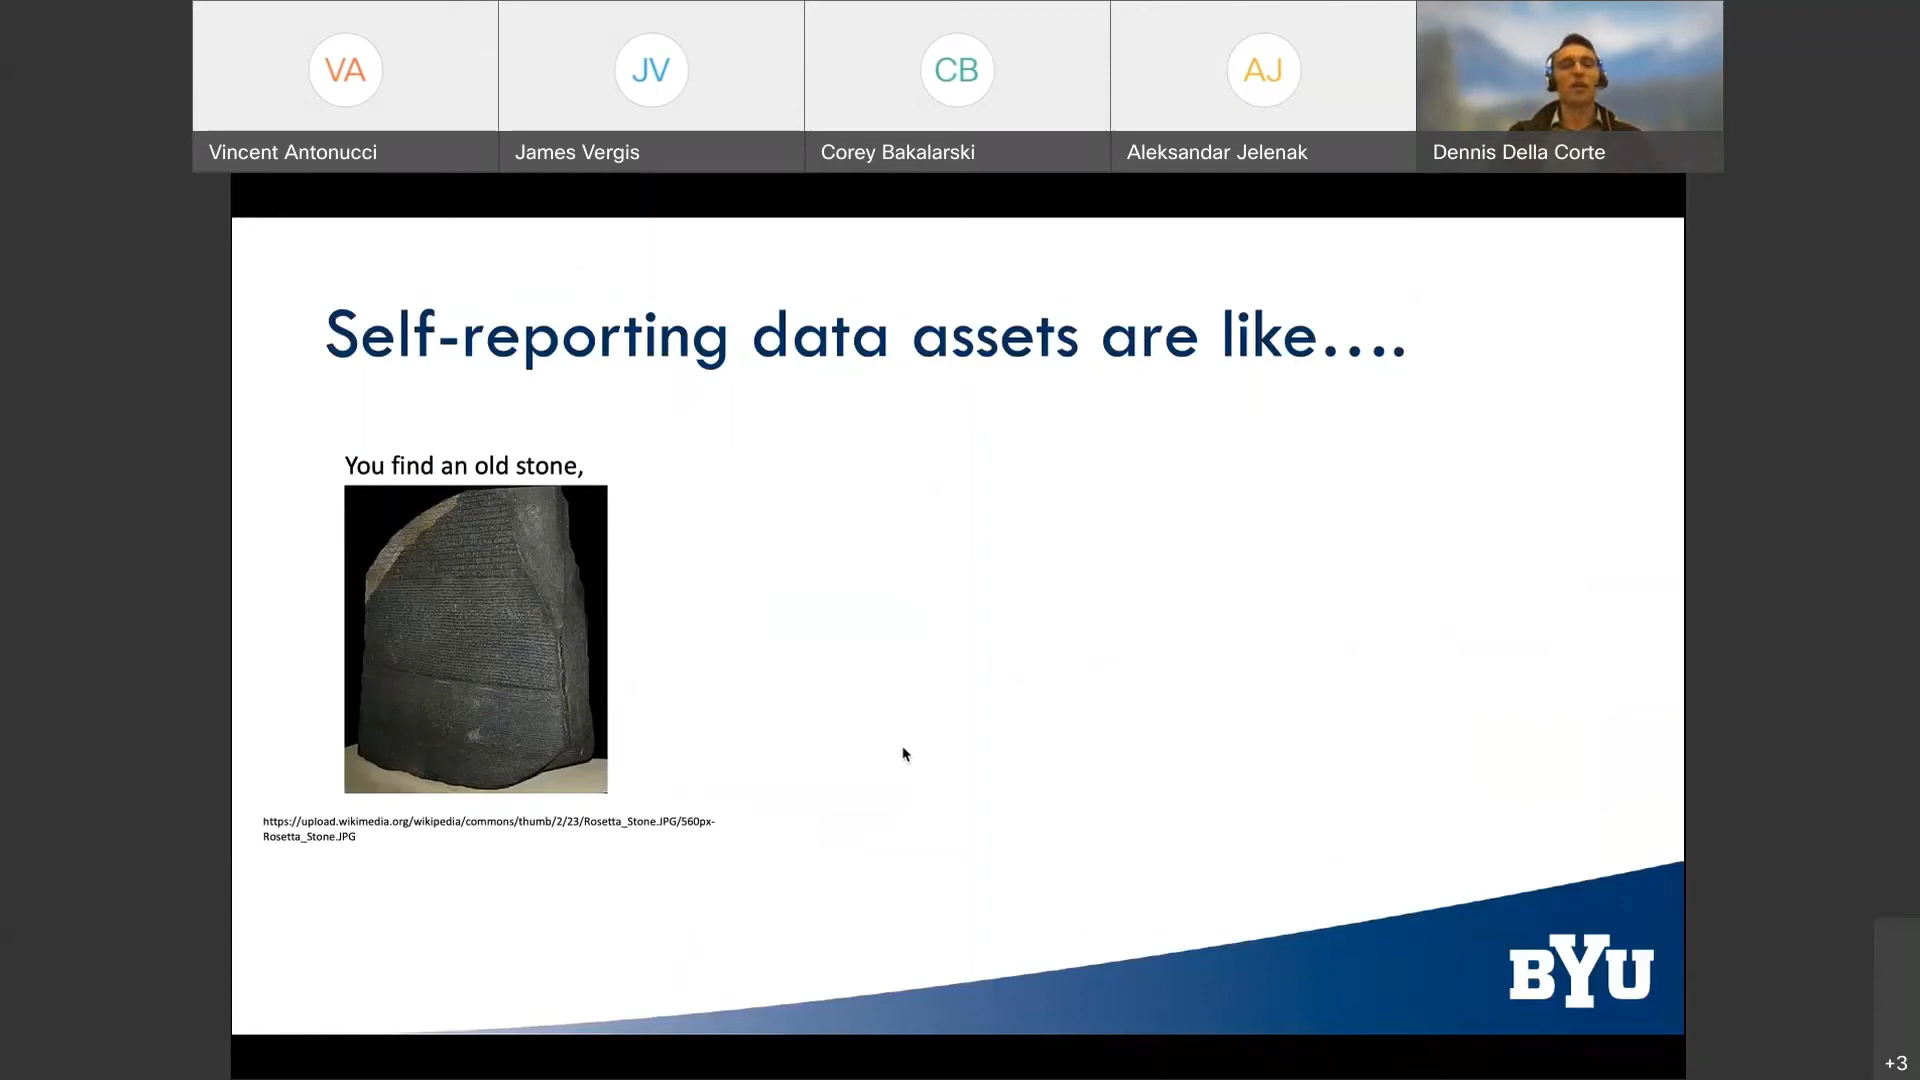 VA
JV
CB
AJ
Vincent Antonucci
James Vergis
Corey Bakalarski
Aleksandar Jelenak
Dennis Della Corte
Self-reporting data assets are like....
You find an old stone,
https://upload.wikimedia.org/wikipedia/commons/thumb/2/23/Rosetta_Stone.JPG/560px-
Rosetta_Stone.JPG
BYU
+3